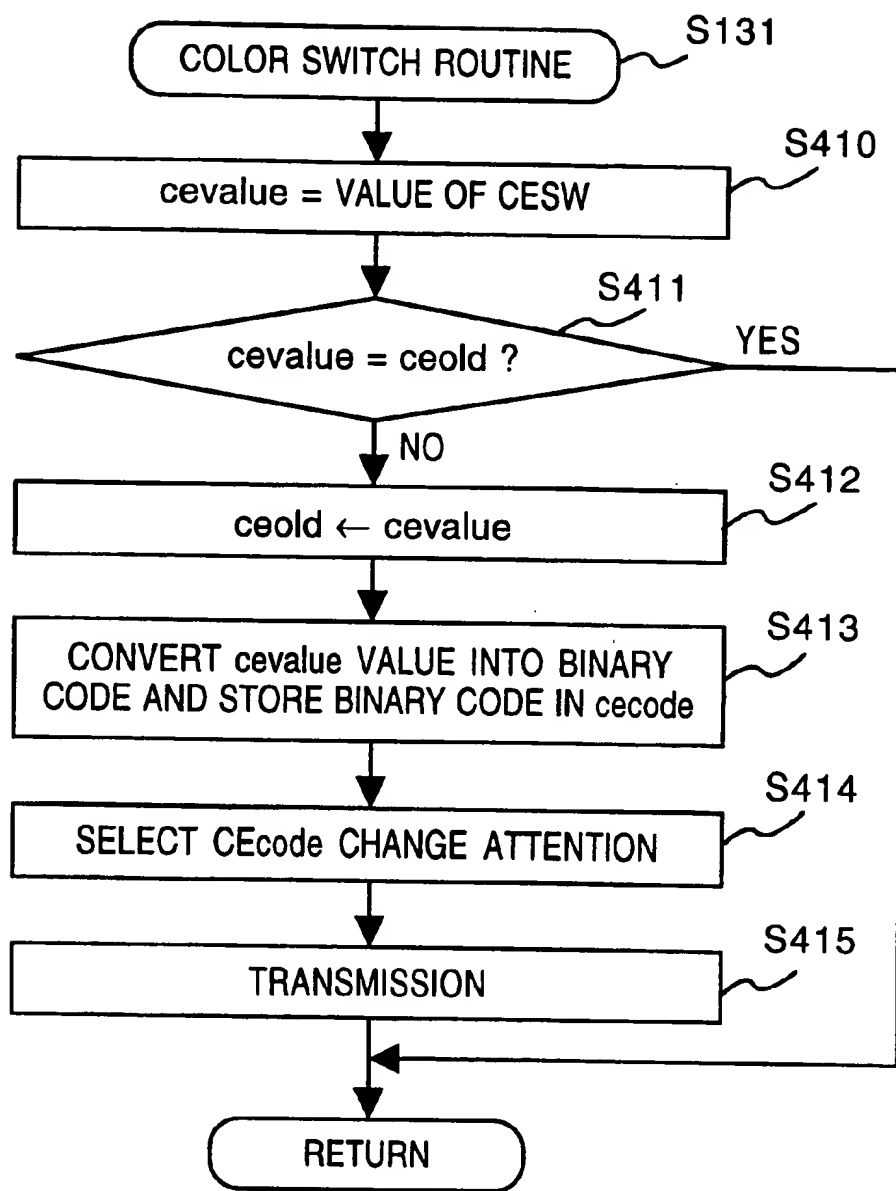 COLOR SWITCH ROUTINE
S131
S410
cevalue = VALUE OF CESW
S411
cevalue = ceold ?
YES
NO
S412
ceold ← cevalue
S413
CONVERT cevalue VALUE INTO BINARY
CODE AND STORE BINARY CODE IN cecode
S414
SELECT CEcode CHANGE ATTENTION
S415
TRANSMISSION
RETURN